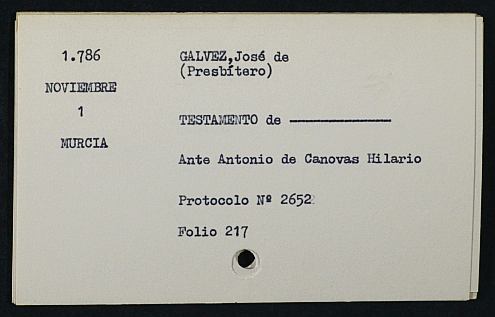 1.786
NOVIEMBRE
1
MURCIA
GALVEZ,José de
(Presbítero)
TESTAMENTO de ——————
Ante Antonio de Canovas Hilario
Protocolo Nº 2652
Folio 217